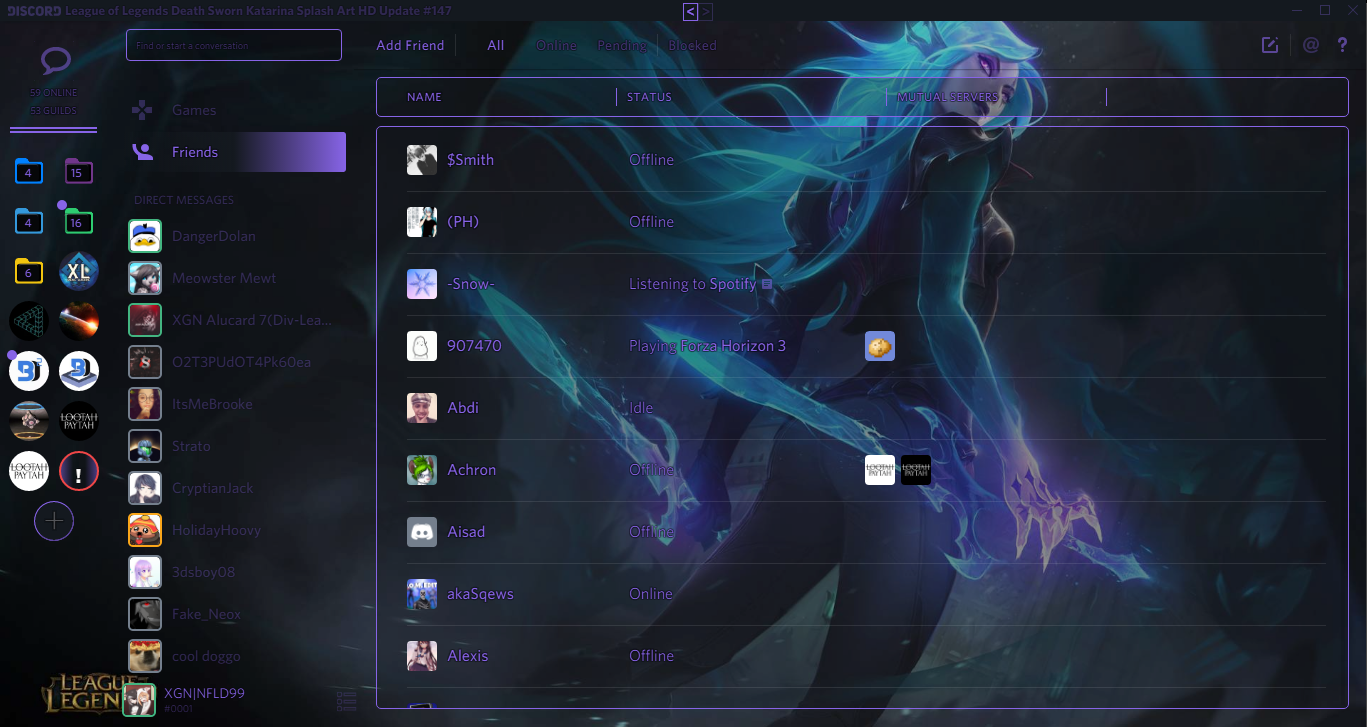 DISCORD League of Legends Death Sworn Katarina Splash Art HD Update #147
< >
Find or start a conversation
Add Friend All Online Pending Blocked
@ ?
59 ONLINE
53 GUILDS
NAME STATUS MUTUAL SERVERS
Games
Friends
4 15
4 16
6 XL
DIRECT MESSAGES
DangerDolan
Meowster Mewt
XGN Alucard 7(Div-Lea...
O2T3PUdOT4Pk60ea
ItsMeBrooke
Strato
CryptianJack
HolidayHoovy
3dsboy08
Fake_Neox
cool doggo
LOOTAH PAYTAH
LOOTAH PAYTAH
!
$Smith Offline
(PH) Offline
-Snow- Listening to Spotify
907470 Playing Forza Horizon 3
Abdi Idle
Achron Offline LOOTAH PAYTAH LOOTAH PAYTAH
Aisad Offline
akaSqews Online
Alexis Offline
LEAGUE
LEGEN
XGN|NFLD99
#0001